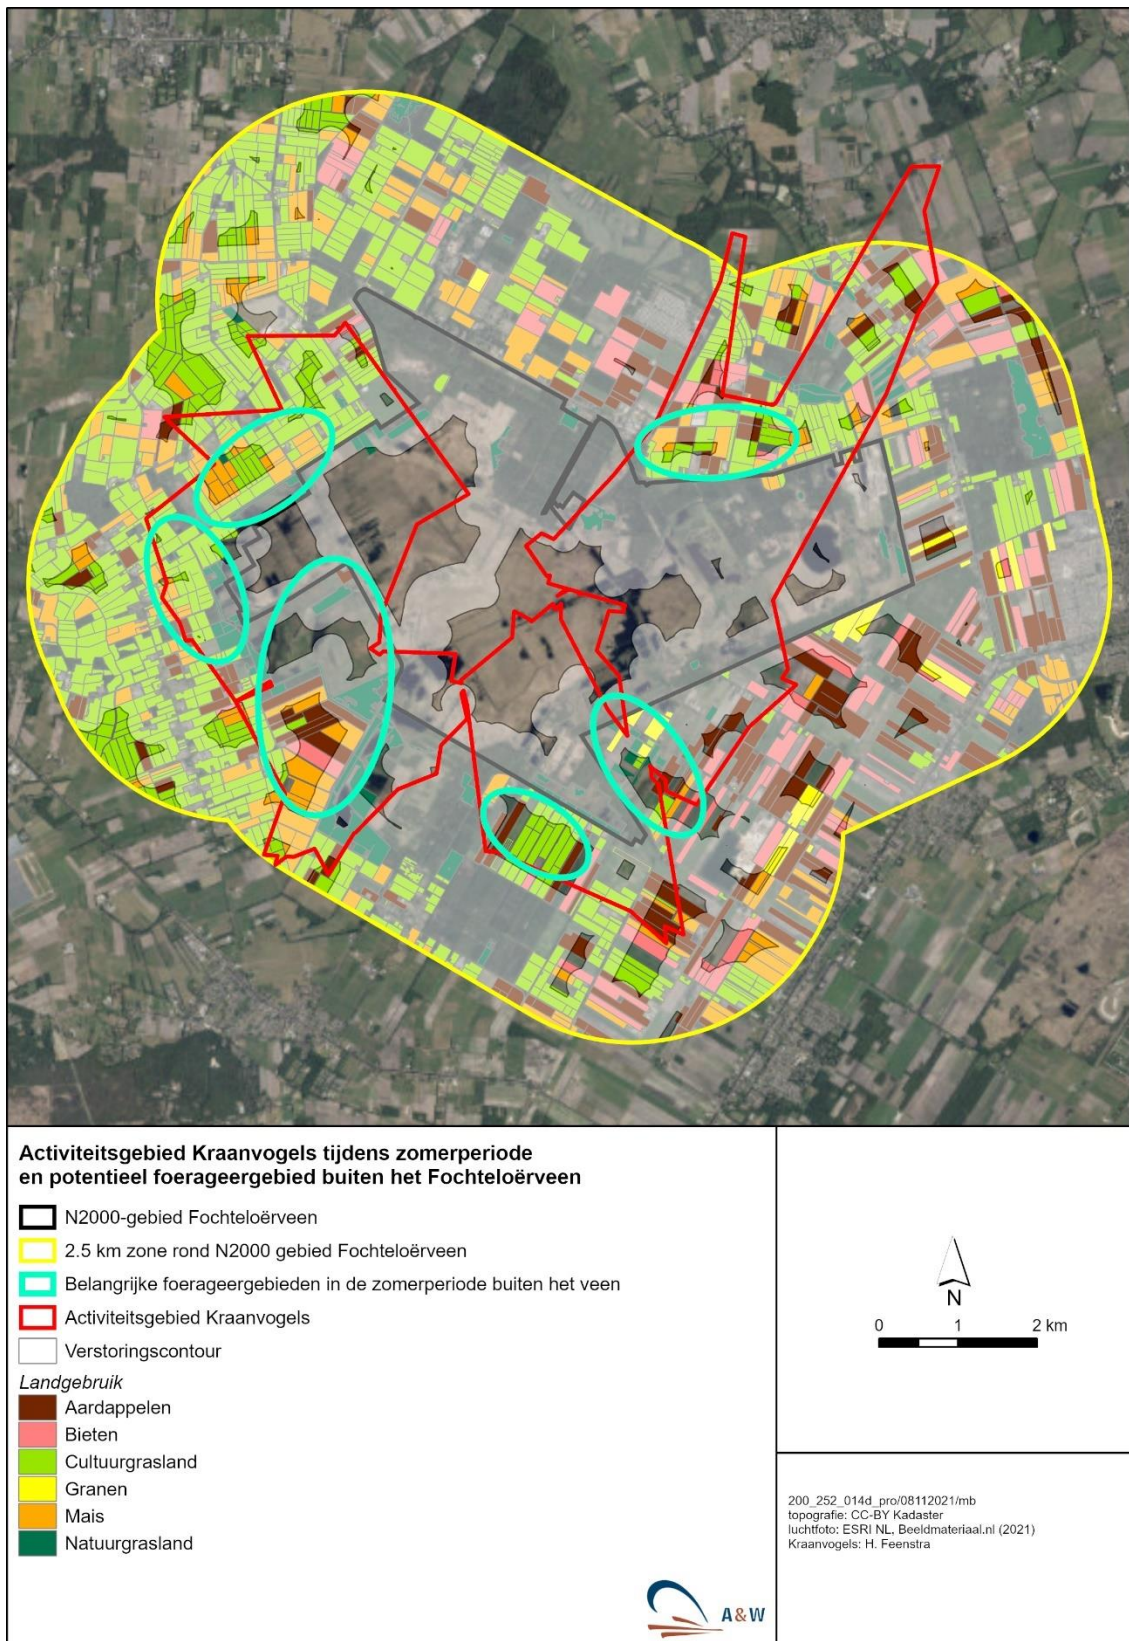 Activiteitsgebied Kraanvogels tijdens zomerperiode
en potentieel foerageergebied buiten het Fochteloërveen
N2000-gebied Fochteloërveen
2.5 km zone rond N2000 gebied Fochteloërveen
Belangrijke foerageergebieden in de zomerperiode buiten het veen
Activiteitsgebied Kraanvogels
Verstoringscontour
Landgebruik
Aardappelen
Bieten
Cultuurgrasland
Granen
Mais
Natuurgrasland
A&W
N
0 1 2 km
200_252_014d_pro/08112021/mb
topografie: CC-BY Kadaster
luchtfoto: ESRI NL, Beeldmateriaal.nl (2021)
Kraanvogels: H. Feenstra